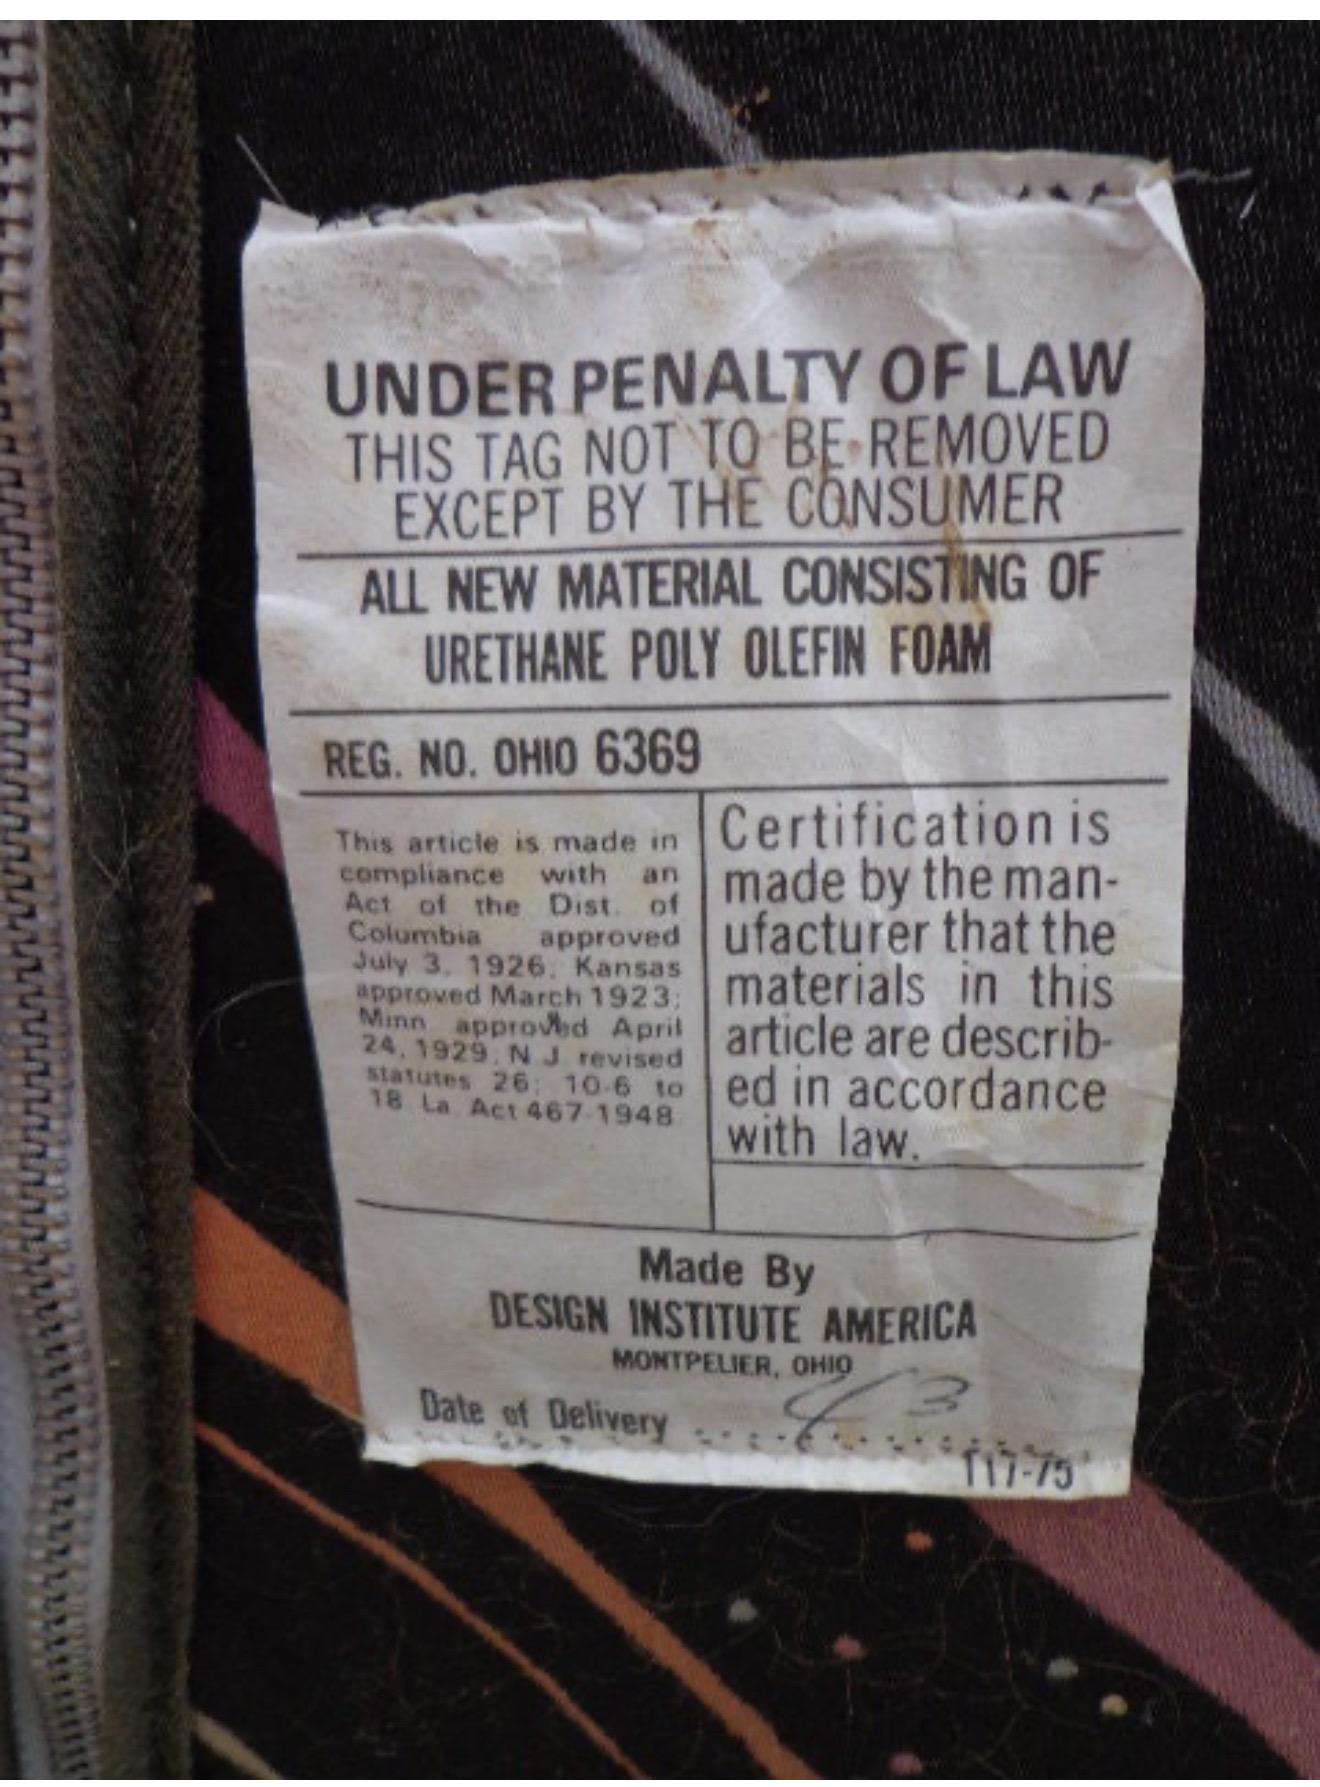 UNDER PENALTY OF LAW
THIS TAG NOT TO BE REMOVED
EXCEPT BY THE CONSUMER
ALL NEW MATERIAL CONSISTING OF
URETHANE POLY OLEFIN FOAM
REG. NO. OHIO 6369
This article is made in
compliance with an
Act of the Dist. of
Columbia approved
July 3, 1926; Kansas
approved March 1923;
Minn approved April
24, 1929; N J revised
statutes 26: 10-6 to
18 La Act 467-1948
Certification is
made by the man-
ufacturer that the
materials in this
article are describ-
ed in accordance
with law.
Made By
DESIGN INSTITUTE AMERICA
MONTPELIER, OHIO
Date of Delivery
T17-75